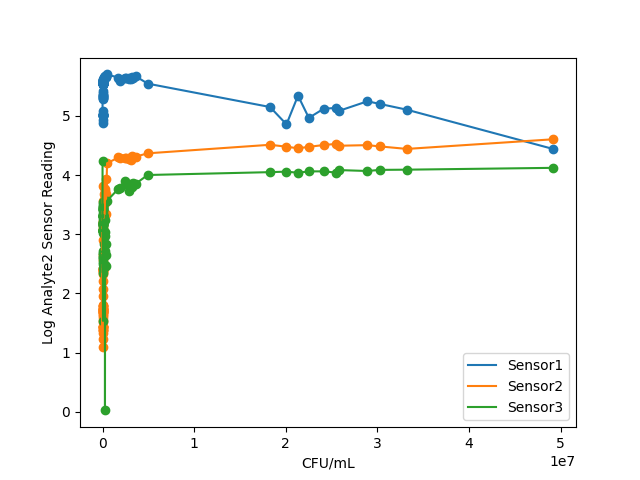 Log Analyte2 Sensor Reading
5
4
3
2
1
0
Sensor1
Sensor2
Sensor3
0 1 2 3 4 5
1e7
CFU/mL